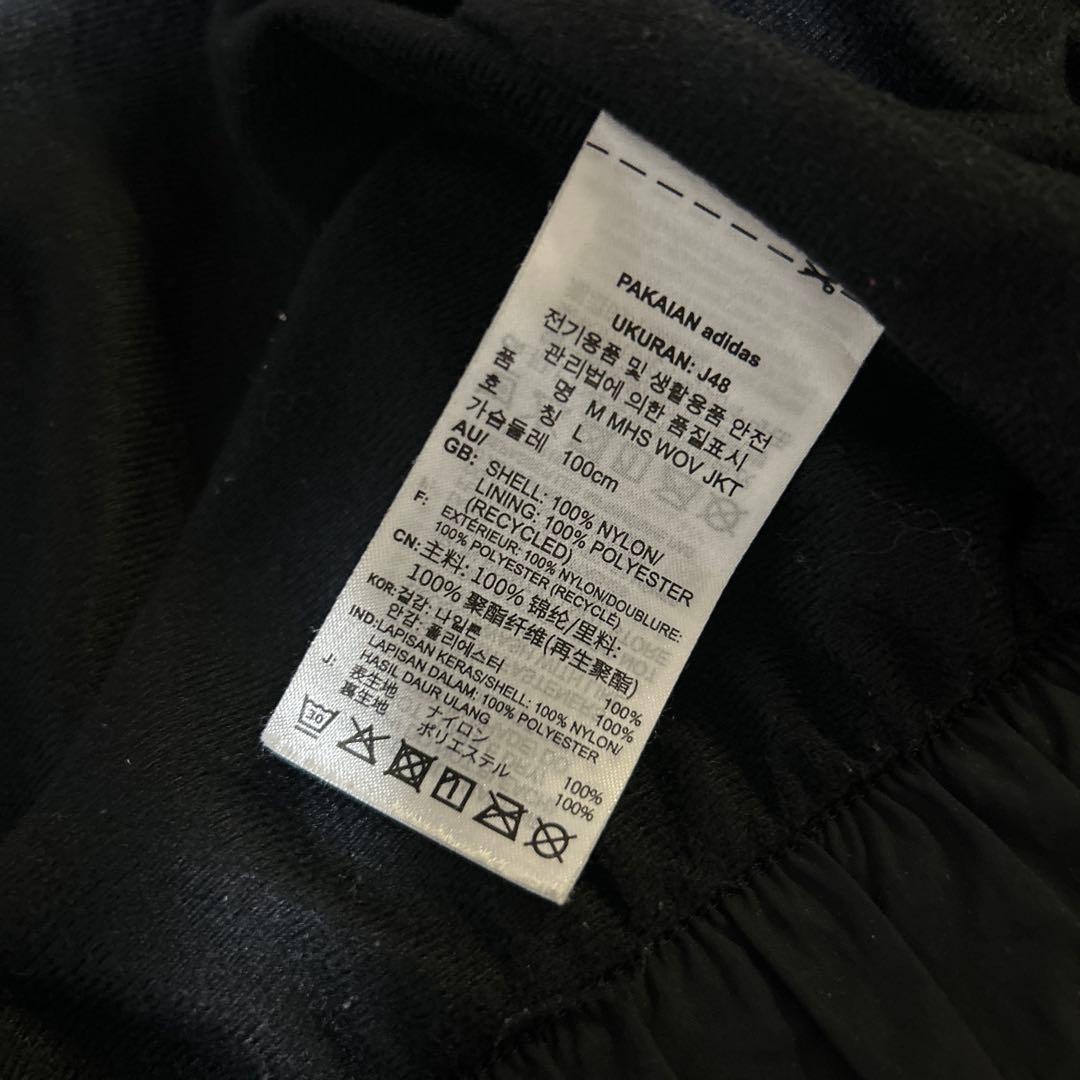 PAKAIAN adidas
UKURAN: J48
전기용품 및 생활용품 안전
관리법에 의한 품질표시
품 명 M MHS WOV JKT
호 칭 L
가슴둘레 100cm
AU/
GB: SHELL: 100% NYLON/
LINING: 100% POLYESTER
(RECYCLED)
F: EXTÉRIEUR: 100% NYLON/DOUBLURE:
100% POLYESTER (RECYCLE)
CN: 主料: 100% 锦纶/里料:
100% 聚酯纤维(再生聚酯)
KOR: 겉감: 나일론 100%
안감: 폴리에스터 100%
IND: LAPISAN KERAS/SHELL: 100% NYLON/
LAPISAN DALAM: 100% POLYESTER
HASIL DAUR ULANG
J: 表生地 ナイロン 100%
裏生地 ポリエステル 100%
30